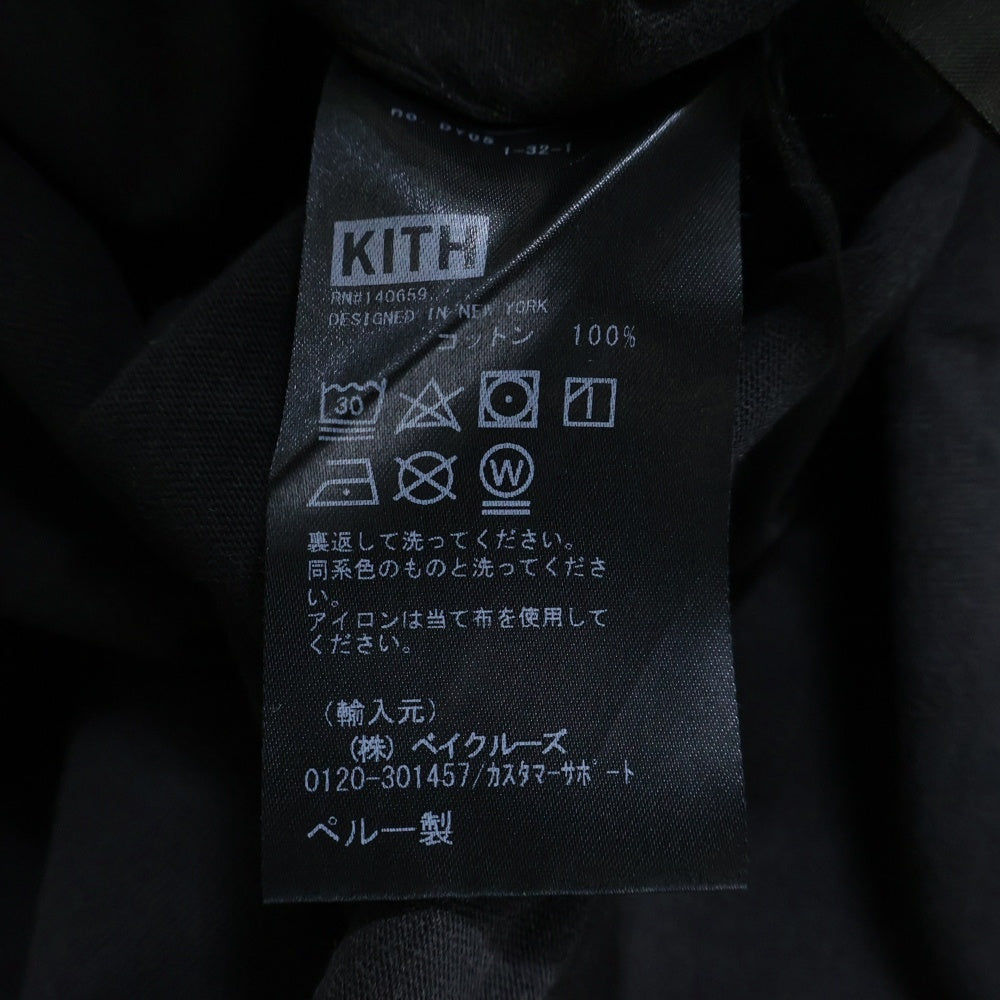 KITH
RN#140659
DESIGNED IN NEW YORK
コットン 100%
30
W
裏返して洗ってください。
同系色のものと洗ってくださ
い。
アイロンは当て布を使用して
ください。
(輸入元)
(株) ベイクルーズ
0120-301457/カスタマーサポート
ペルー製